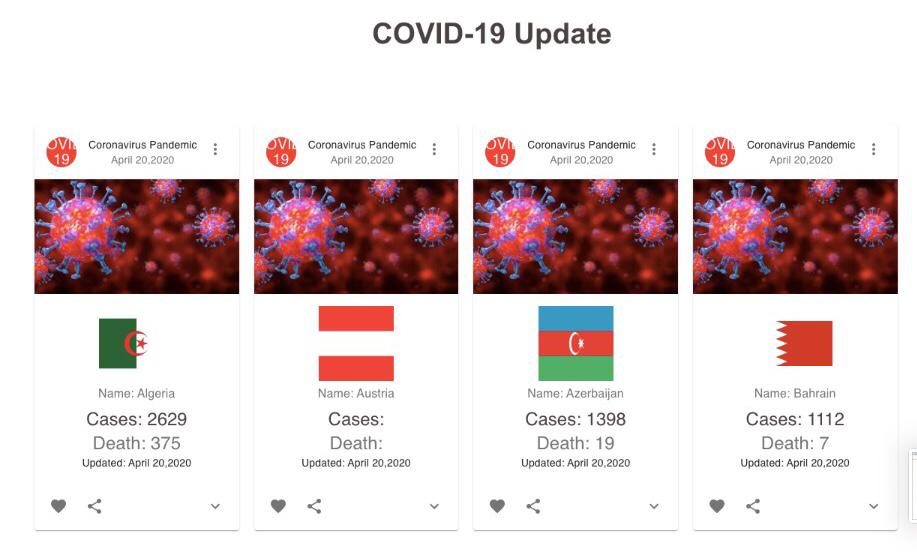 COVID-19 Update
OVI
19
Coronavirus Pandemic
April 20,2020
Name: Algeria
Cases: 2629
Death: 375
Updated: April 20,2020
OVI
19
Coronavirus Pandemic
April 20,2020
Name: Austria
Cases:
Death:
Updated: April 20,2020
OVI
19
Coronavirus Pandemic
April 20,2020
Name: Azerbaijan
Cases: 1398
Death: 19
Updated: April 20,2020
OVI
19
Coronavirus Pandemic
April 20,2020
Name: Bahrain
Cases: 1112
Death: 7
Updated: April 20,2020